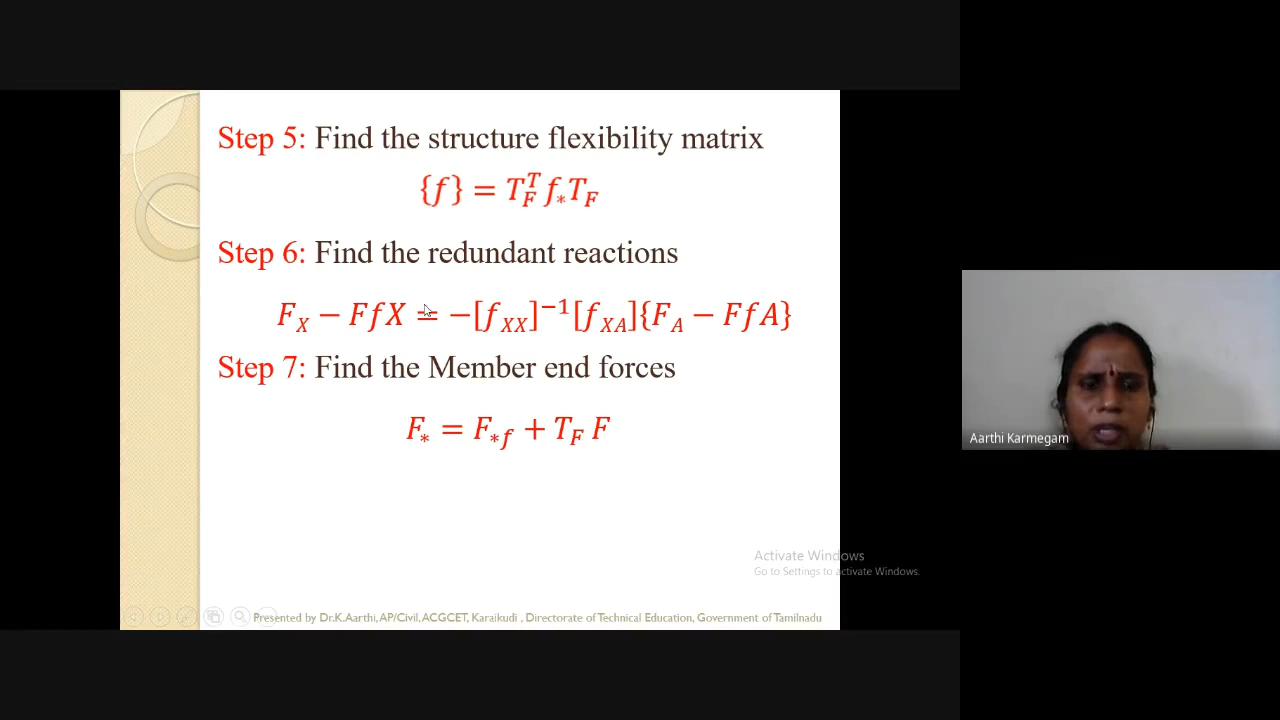 Step 5: Find the structure flexibility matrix
{f} = T_F^T f_* T_F
Step 6: Find the redundant reactions
F_X − FfX = −[f_XX]^−1 [f_XA]{F_A − FfA}
Step 7: Find the Member end forces
F_* = F_*f + T_F F
Aarthi Karmegam
Activate Windows
Go to Settings to activate Windows.
Presented by Dr.K.Aarthi, AP/Civil, ACGCET, Karaikudi , Directorate of Technical Education, Government of Tamilnadu